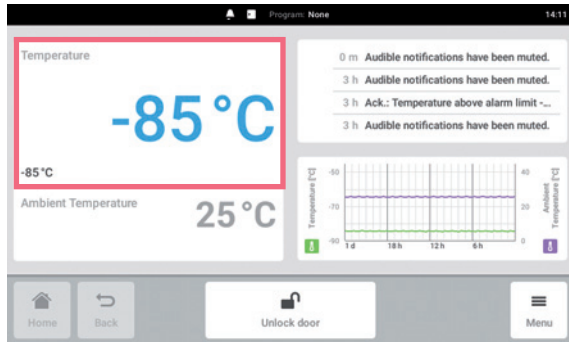 Program: None
14:11
Temperature
-85 °C
-85 °C
Ambient Temperature
25 °C
0 m Audible notifications have been muted.
3 h Audible notifications have been muted.
3 h Ack.: Temperature above alarm limit -...
3 h Audible notifications have been muted.
Temperature [°C]
-50
-70
-90
1 d
18 h
12 h
6 h
40
20
0
Ambient
Temperature [°C]
Home
Back
Unlock door
Menu